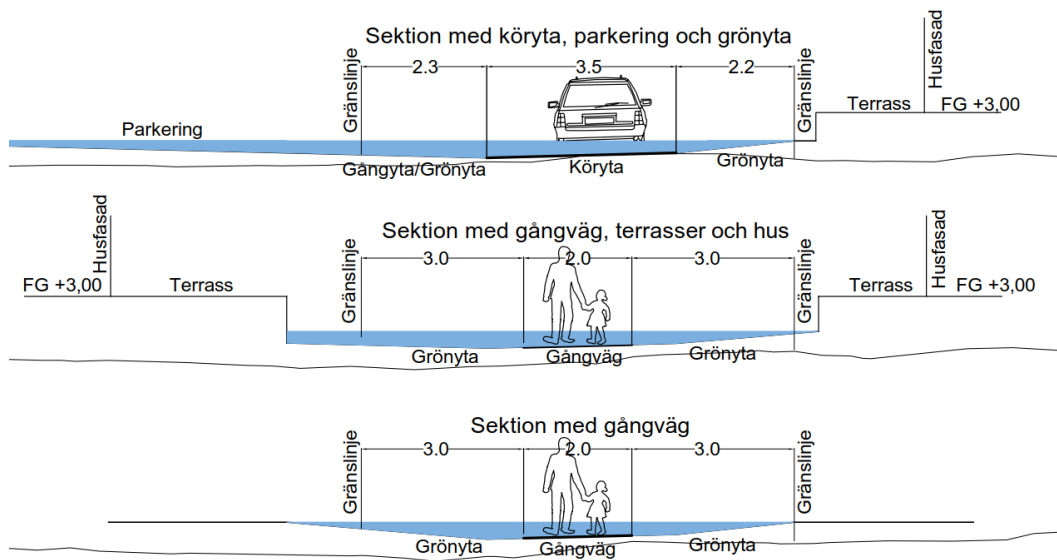 Sektion med köryta, parkering och grönyta
Gränslinje
2.3
3.5
2.2
Gränslinje
Husfasad
Terrass
FG +3,00
Parkering
Gångyta/Grönyta
Köryta
Grönyta
Sektion med gångväg, terrasser och hus
Husfasad
Gränslinje
3.0
2.0
3.0
Gränslinje
Husfasad
FG +3,00
Terrass
Terrass
FG +3,00
Grönyta
Gångväg
Grönyta
Sektion med gångväg
Gränslinje
3.0
2.0
3.0
Gränslinje
Grönyta
Gångväg
Grönyta